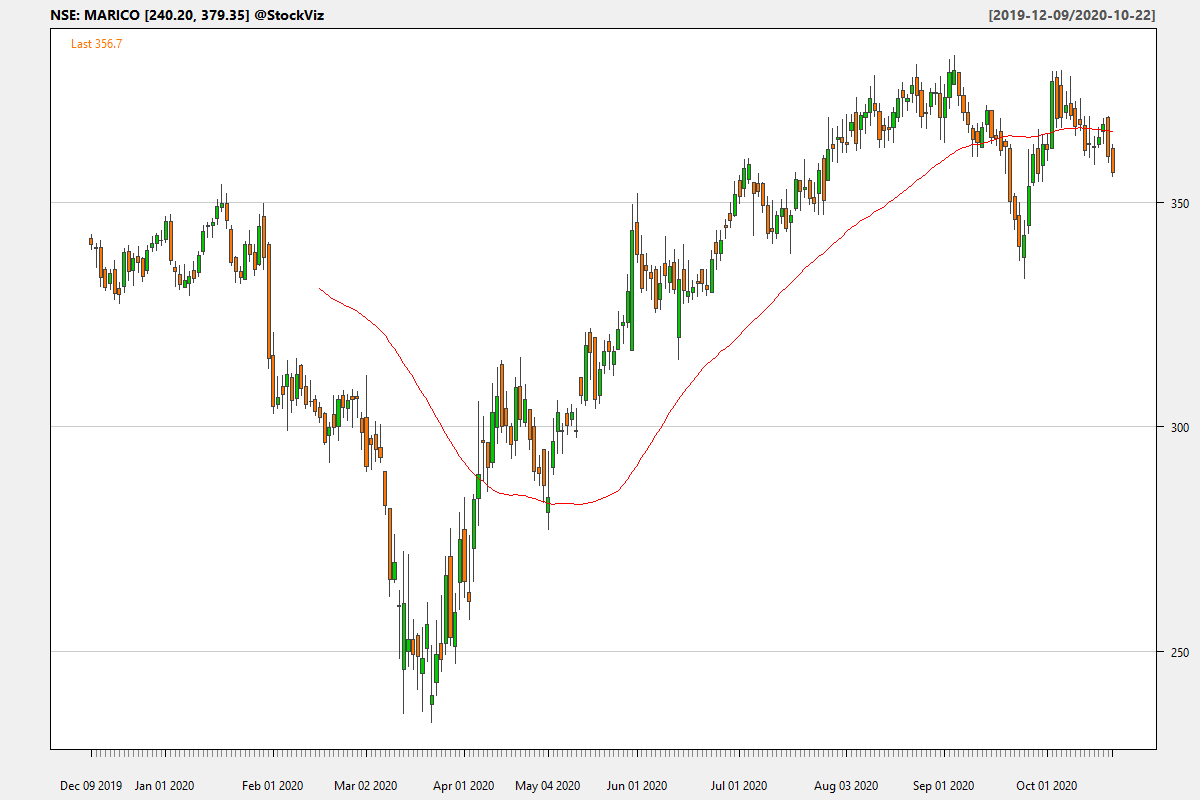 NSE: MARICO [240.20, 379.35] @StockViz
[2019-12-09/2020-10-22]
Last 356.7
350
300
250
Dec 09 2019 Jan 01 2020 Feb 02 2020 Mar 02 2020 Apr 01 2020 May 04 2020 Jun 01 2020 Jul 01 2020 Aug 03 2020 Sep 01 2020 Oct 01 2020